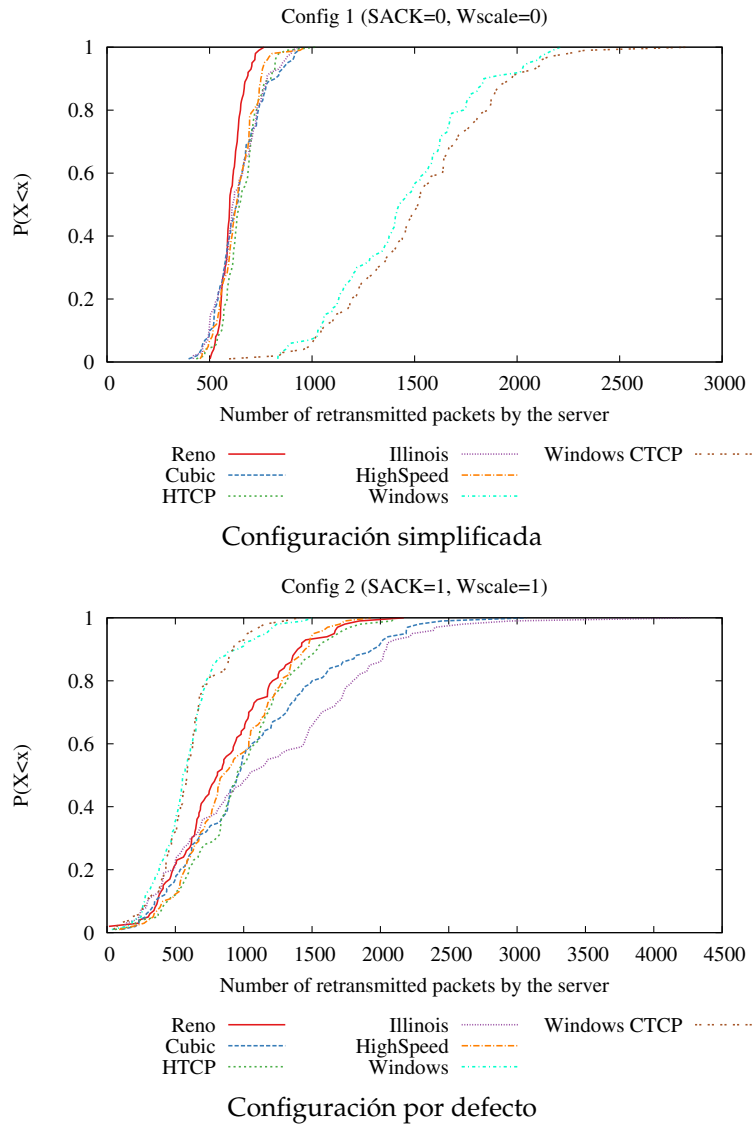 Config 1 (SACK=0, Wscale=0)
1
0.8
0.6
0.4
0.2
0
P(X<x)
0 500 1000 1500 2000 2500 3000
Number of retransmitted packets by the server
Reno Illinois Windows CTCP
Cubic HighSpeed
HTCP Windows
Configuración simplificada
Config 2 (SACK=1, Wscale=1)
1
0.8
0.6
0.4
0.2
0
P(X<x)
0 500 1000 1500 2000 2500 3000 3500 4000 4500
Number of retransmitted packets by the server
Reno Illinois Windows CTCP
Cubic HighSpeed
HTCP Windows
Configuración por defecto